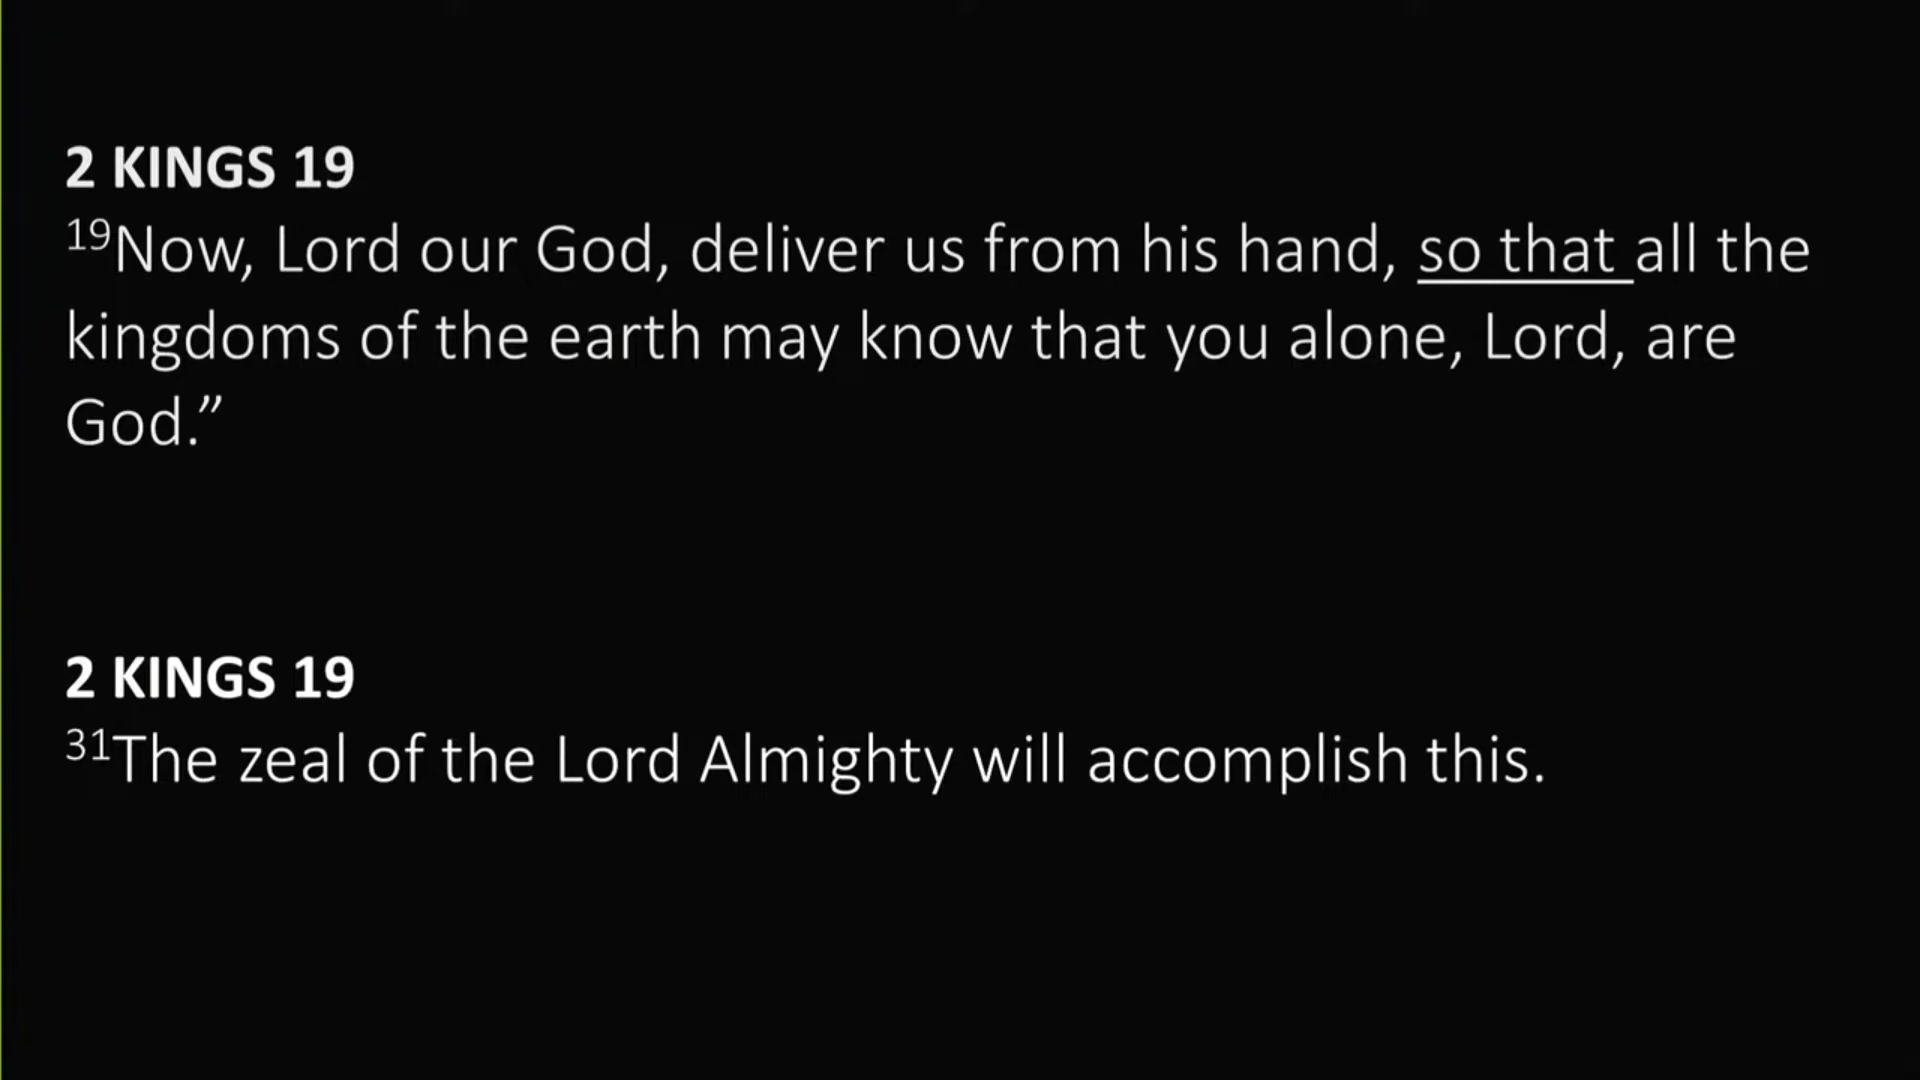 2 KINGS 19
19Now, Lord our God, deliver us from his hand, so that all the
kingdoms of the earth may know that you alone, Lord, are
God.”
2 KINGS 19
31The zeal of the Lord Almighty will accomplish this.